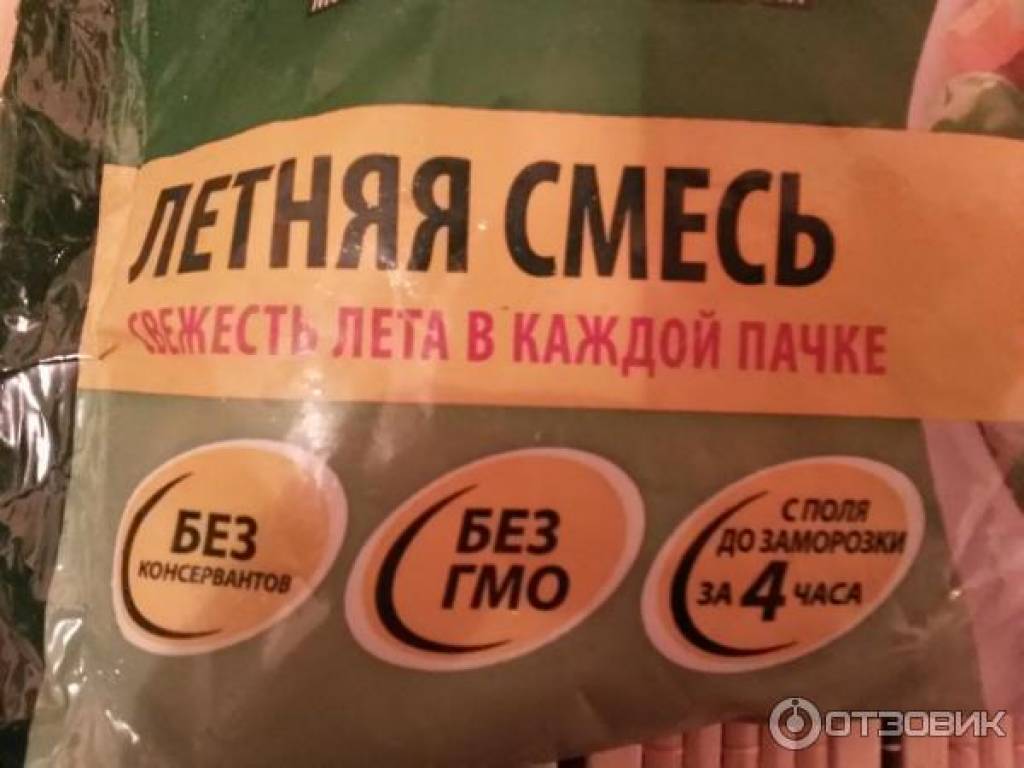 ЛЕТНЯЯ СМЕСЬ
СВЕЖЕСТЬ ЛЕТА В КАЖДОЙ ПАЧКЕ
БЕЗ
КОНСЕРВАНТОВ
БЕЗ
ГМО
С ПОЛЯ
ДО ЗАМОРОЗКИ
ЗА 4 ЧАСА
ОТЗОВИК